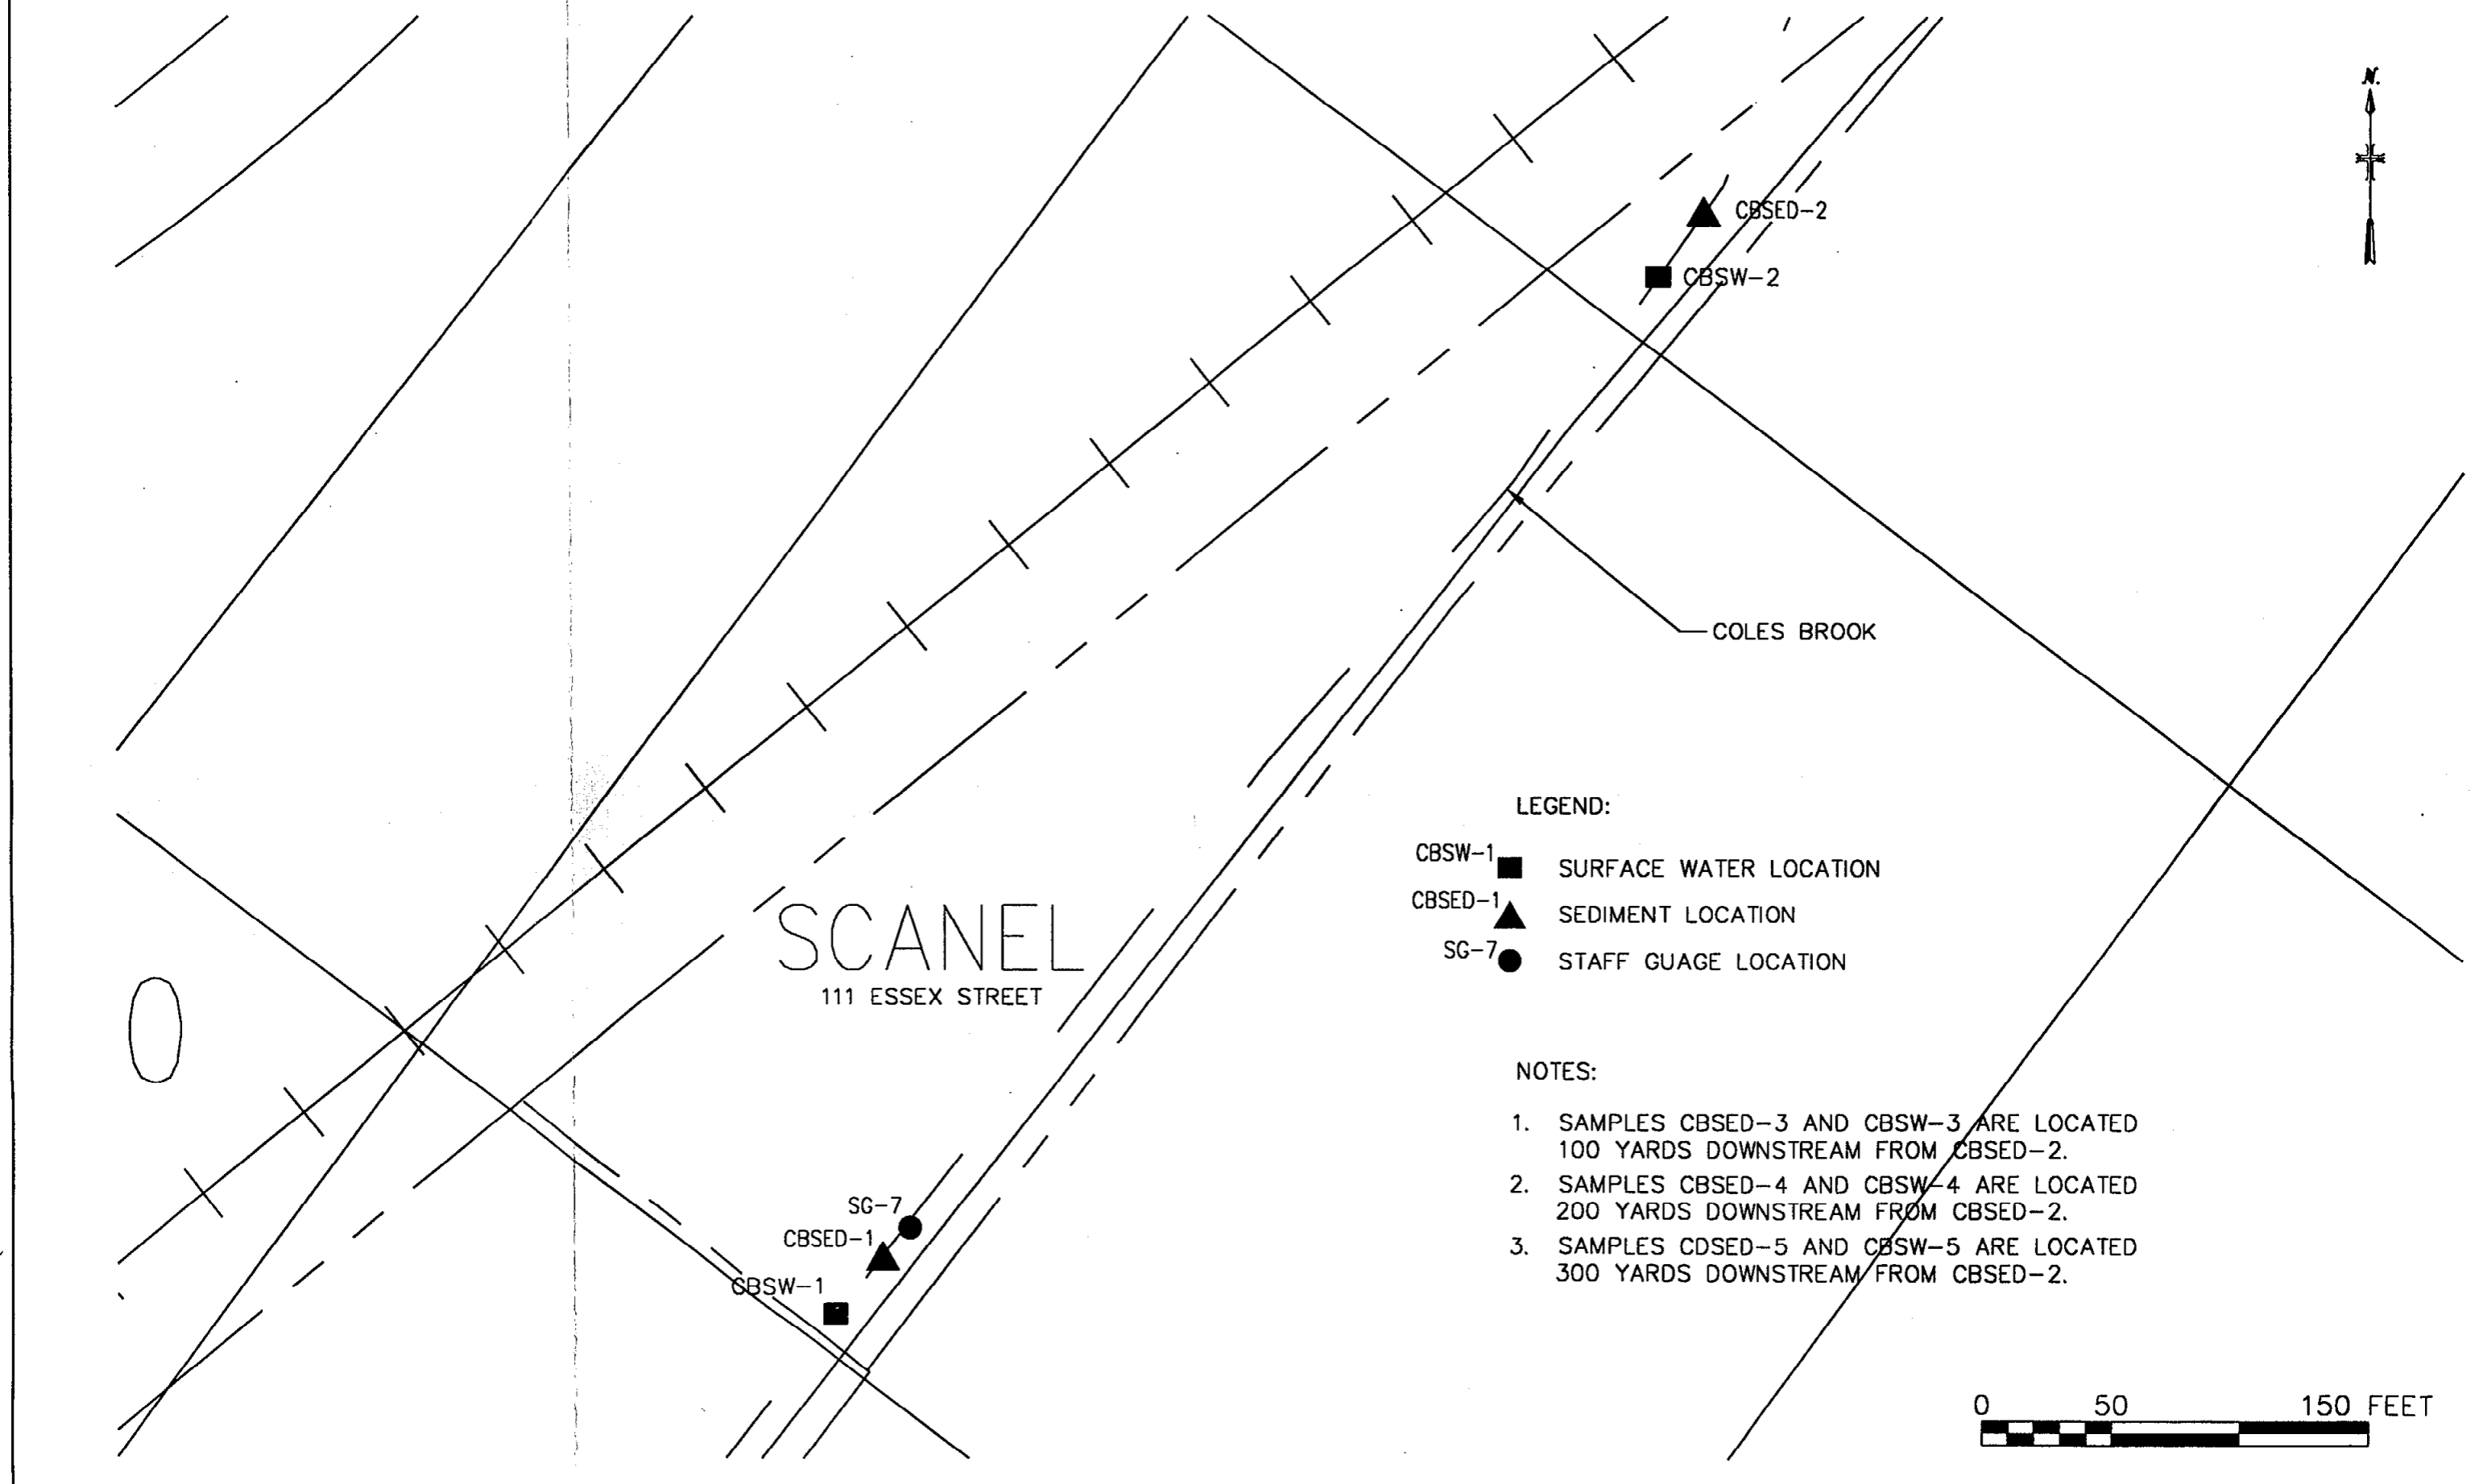 N.
CBSED-2
CBSW-2
COLES BROOK
LEGEND:
CBSW-1
SURFACE WATER LOCATION
CBSED-1
SEDIMENT LOCATION
SG-7
STAFF GUAGE LOCATION
SCANEL
111 ESSEX STREET
NOTES:
1. SAMPLES CBSED-3 AND CBSW-3 ARE LOCATED
100 YARDS DOWNSTREAM FROM CBSED-2.
2. SAMPLES CBSED-4 AND CBSW-4 ARE LOCATED
200 YARDS DOWNSTREAM FROM CBSED-2.
3. SAMPLES CDSED-5 AND CBSW-5 ARE LOCATED
300 YARDS DOWNSTREAM FROM CBSED-2.
SG-7
CBSED-1
CBSW-1
0 50 150 FEET